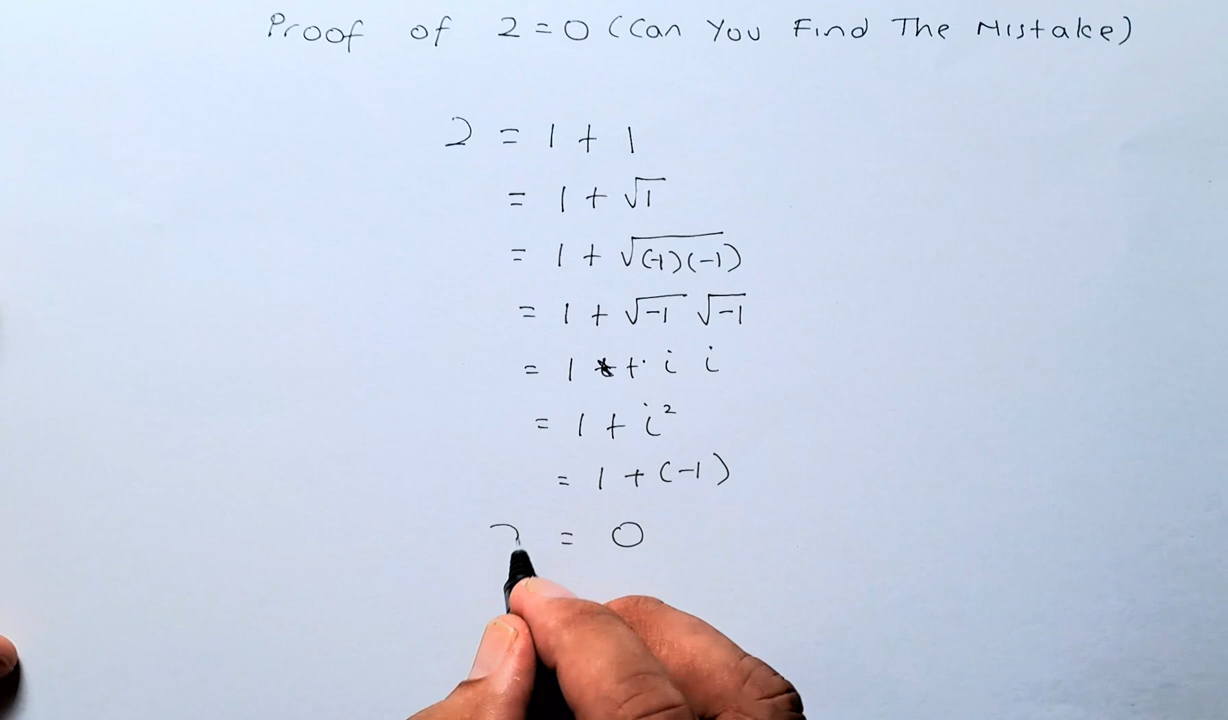 Proof of 2 = 0 (Can You Find The Mistake)
2 = 1 + 1
= 1 + √1
= 1 + √(-1)(-1)
= 1 + √-1 √-1
= 1 + i i
= 1 + i²
= 1 + (-1)
2 = 0